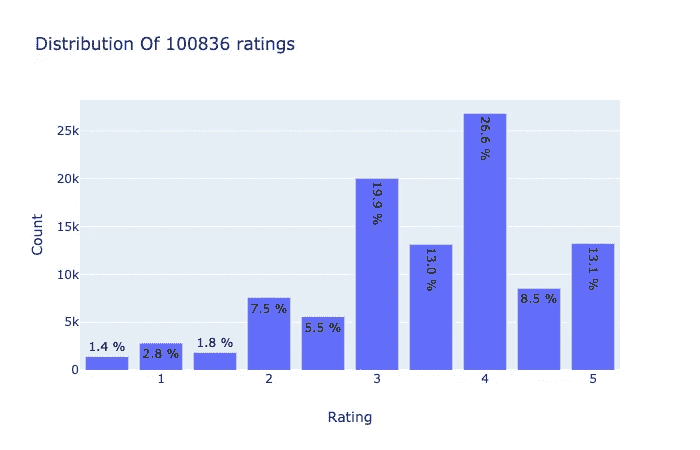 Distribution Of 100836 ratings
25k
20k
15k
10k
5k
0
Count
1.4 %
2.8 %
1.8 %
7.5 %
5.5 %
19.9 %
13.0 %
26.6 %
8.5 %
13.1 %
1
2
3
4
5
Rating